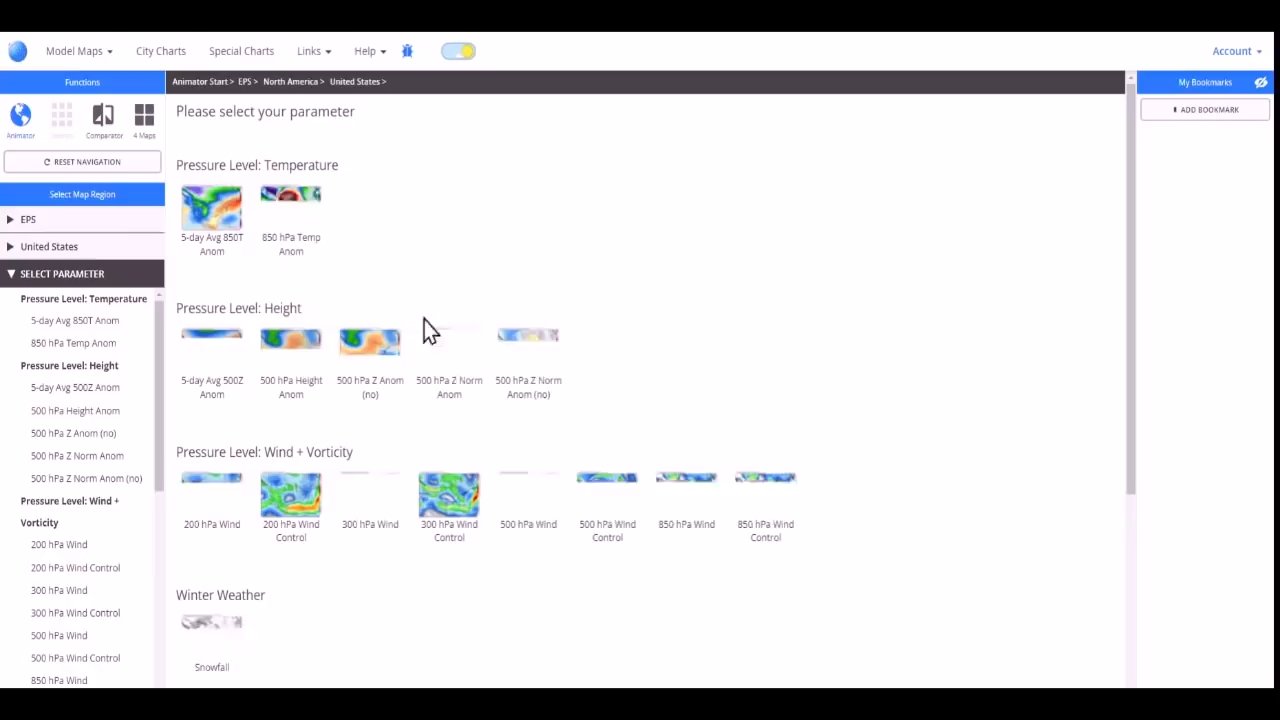 Model Maps
City Charts
Special Charts
Links
Help
Account
Functions
Animator
Comparator
4 Maps
RESET NAVIGATION
Select Map Region
EPS
United States
SELECT PARAMETER
Pressure Level: Temperature
5-day Avg 850T Anom
850 hPa Temp Anom
Pressure Level: Height
5-day Avg 500Z Anom
500 hPa Height Anom
500 hPa Z Anom (no)
500 hPa Z Norm Anom
500 hPa Z Norm Anom (no)
Pressure Level: Wind +
Vorticity
200 hPa Wind
200 hPa Wind Control
300 hPa Wind
300 hPa Wind Control
500 hPa Wind
500 hPa Wind Control
850 hPa Wind
Animator Start > EPS > North America > United States >
Please select your parameter
Pressure Level: Temperature
5-day Avg 850T
Anom
850 hPa Temp
Anom
Pressure Level: Height
5-day Avg 500Z
Anom
500 hPa Height
Anom
500 hPa Z Anom
(no)
500 hPa Z Norm
Anom
500 hPa Z Norm
Anom (no)
Pressure Level: Wind + Vorticity
200 hPa Wind
200 hPa Wind
Control
300 hPa Wind
300 hPa Wind
Control
500 hPa Wind
500 hPa Wind
Control
850 hPa Wind
850 hPa Wind
Control
Winter Weather
Snowfall
My Bookmarks
ADD BOOKMARK